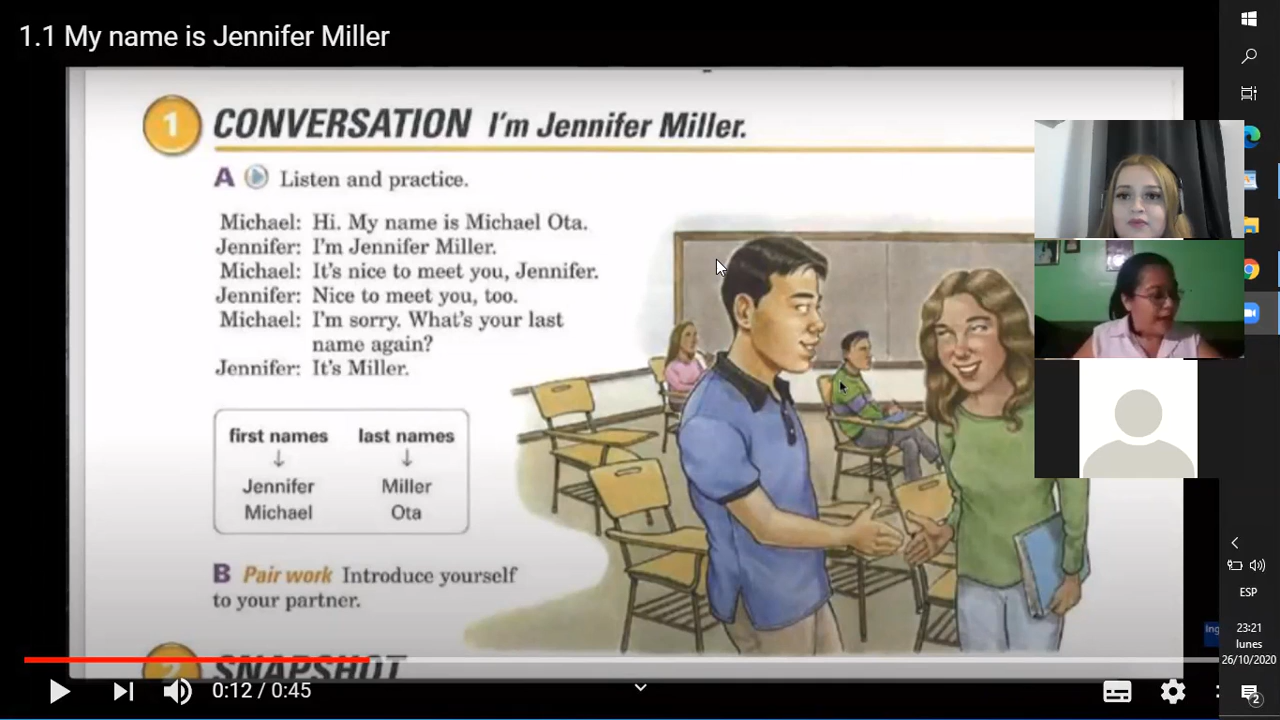 1.1 My name is Jennifer Miller
1 CONVERSATION I'm Jennifer Miller.
A Listen and practice.
Michael: Hi. My name is Michael Ota.
Jennifer: I'm Jennifer Miller.
Michael: It's nice to meet you, Jennifer.
Jennifer: Nice to meet you, too.
Michael: I'm sorry. What's your last
name again?
Jennifer: It's Miller.
first names last names
Jennifer Miller
Michael Ota
B Pair work Introduce yourself
to your partner.
2 SNAPSHOT
0:12 / 0:45
ing
ESP
23:21
lunes
26/10/2020
2